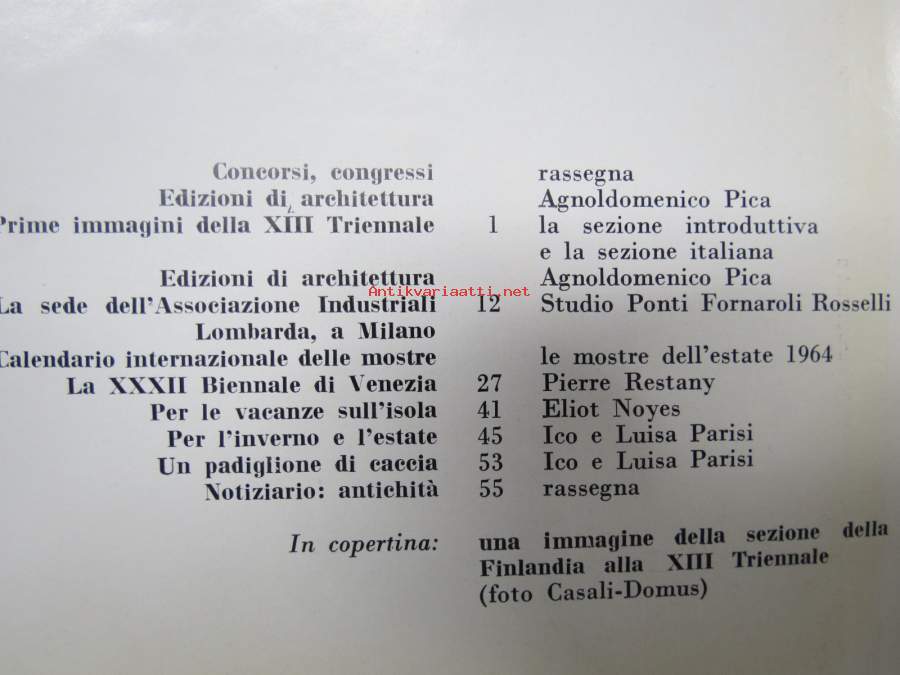 Concorsi, congressi rassegna
Edizioni di architettura Agnoldomenico Pica
Prime immagini della XIII Triennale 1 la sezione introduttiva
e la sezione italiana
Edizioni di architettura Agnoldomenico Pica
Antikvariaatti.net
La sede dell'Associazione Industriali 12 Studio Ponti Fornaroli Rosselli
Lombarda, a Milano
Calendario internazionale delle mostre le mostre dell'estate 1964
La XXXII Biennale di Venezia 27 Pierre Restany
Per le vacanze sull'isola 41 Eliot Noyes
Per l'inverno e l'estate 45 Ico e Luisa Parisi
Un padiglione di caccia 53 Ico e Luisa Parisi
Notiziario: antichità 55 rassegna
In copertina: una immagine della sezione della
Finlandia alla XIII Triennale
(foto Casali-Domus)